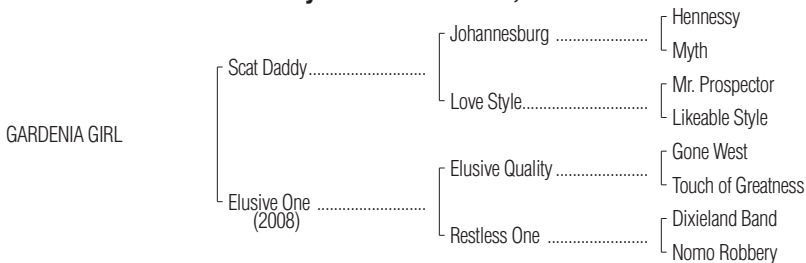 Hennessy
Johannesburg ......................
Myth
Scat Daddy............................
Mr. Prospector
Love Style..............................
Likeable Style
GARDENIA GIRL
Gone West
Elusive Quality ......................
Touch of Greatness
Elusive One ..........................
(2008)
Dixieland Band
Restless One ........................
Nomo Robbery